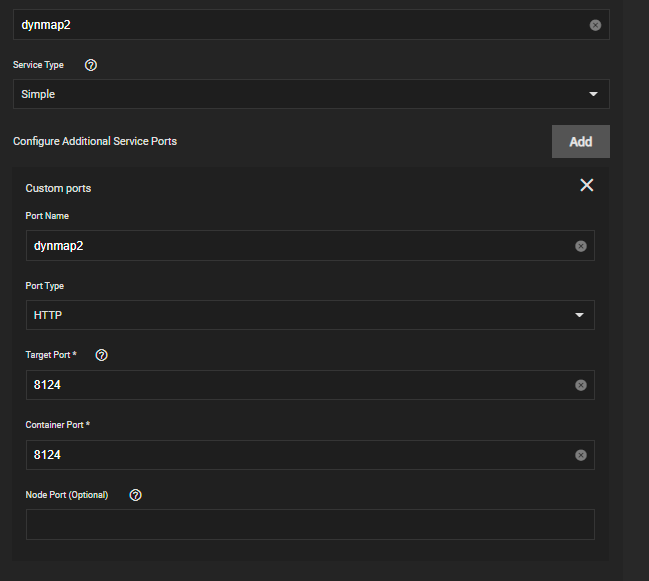 dynmap2
Service Type
Simple
Configure Additional Service Ports
Add
Custom ports
Port Name
dynmap2
Port Type
HTTP
Target Port *
8124
Container Port *
8124
Node Port (Optional)